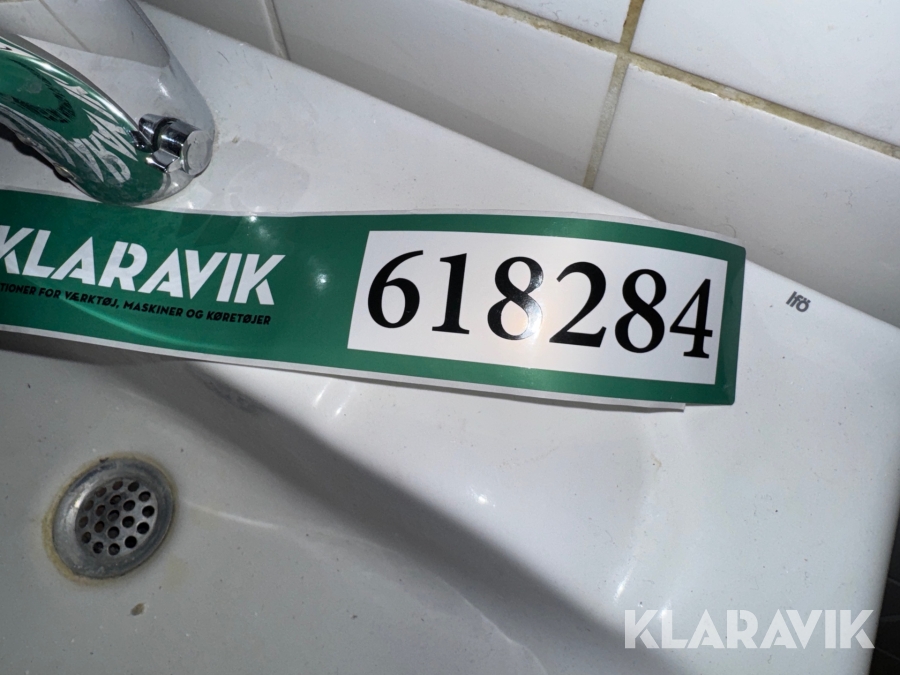 KLARAVIK
TIONER FOR VÆRKTØJ, MASKINER OG KØRETØJER
618284
Ifö
KLARAVIK